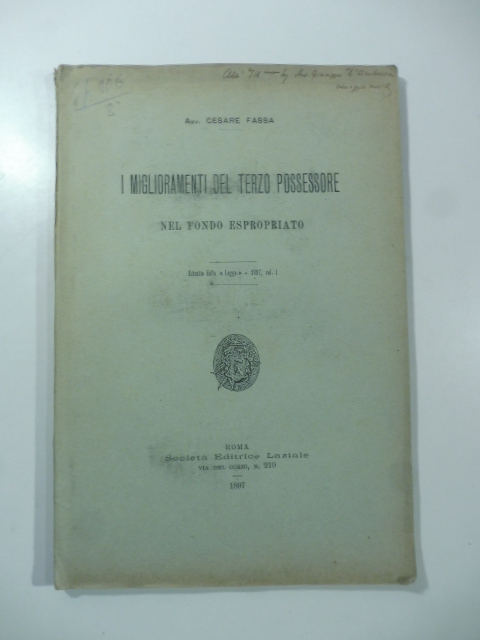 Avv. CESARE FASSA
I MIGLIORAMENTI DEL TERZO POSSESSORE
NEL FONDO ESPROPRIATO
Estratto dalla « Legge » - 1897, vol. I
ROMA
Società Editrice Laziale
VIA DEL CORSO, N. 219
1897